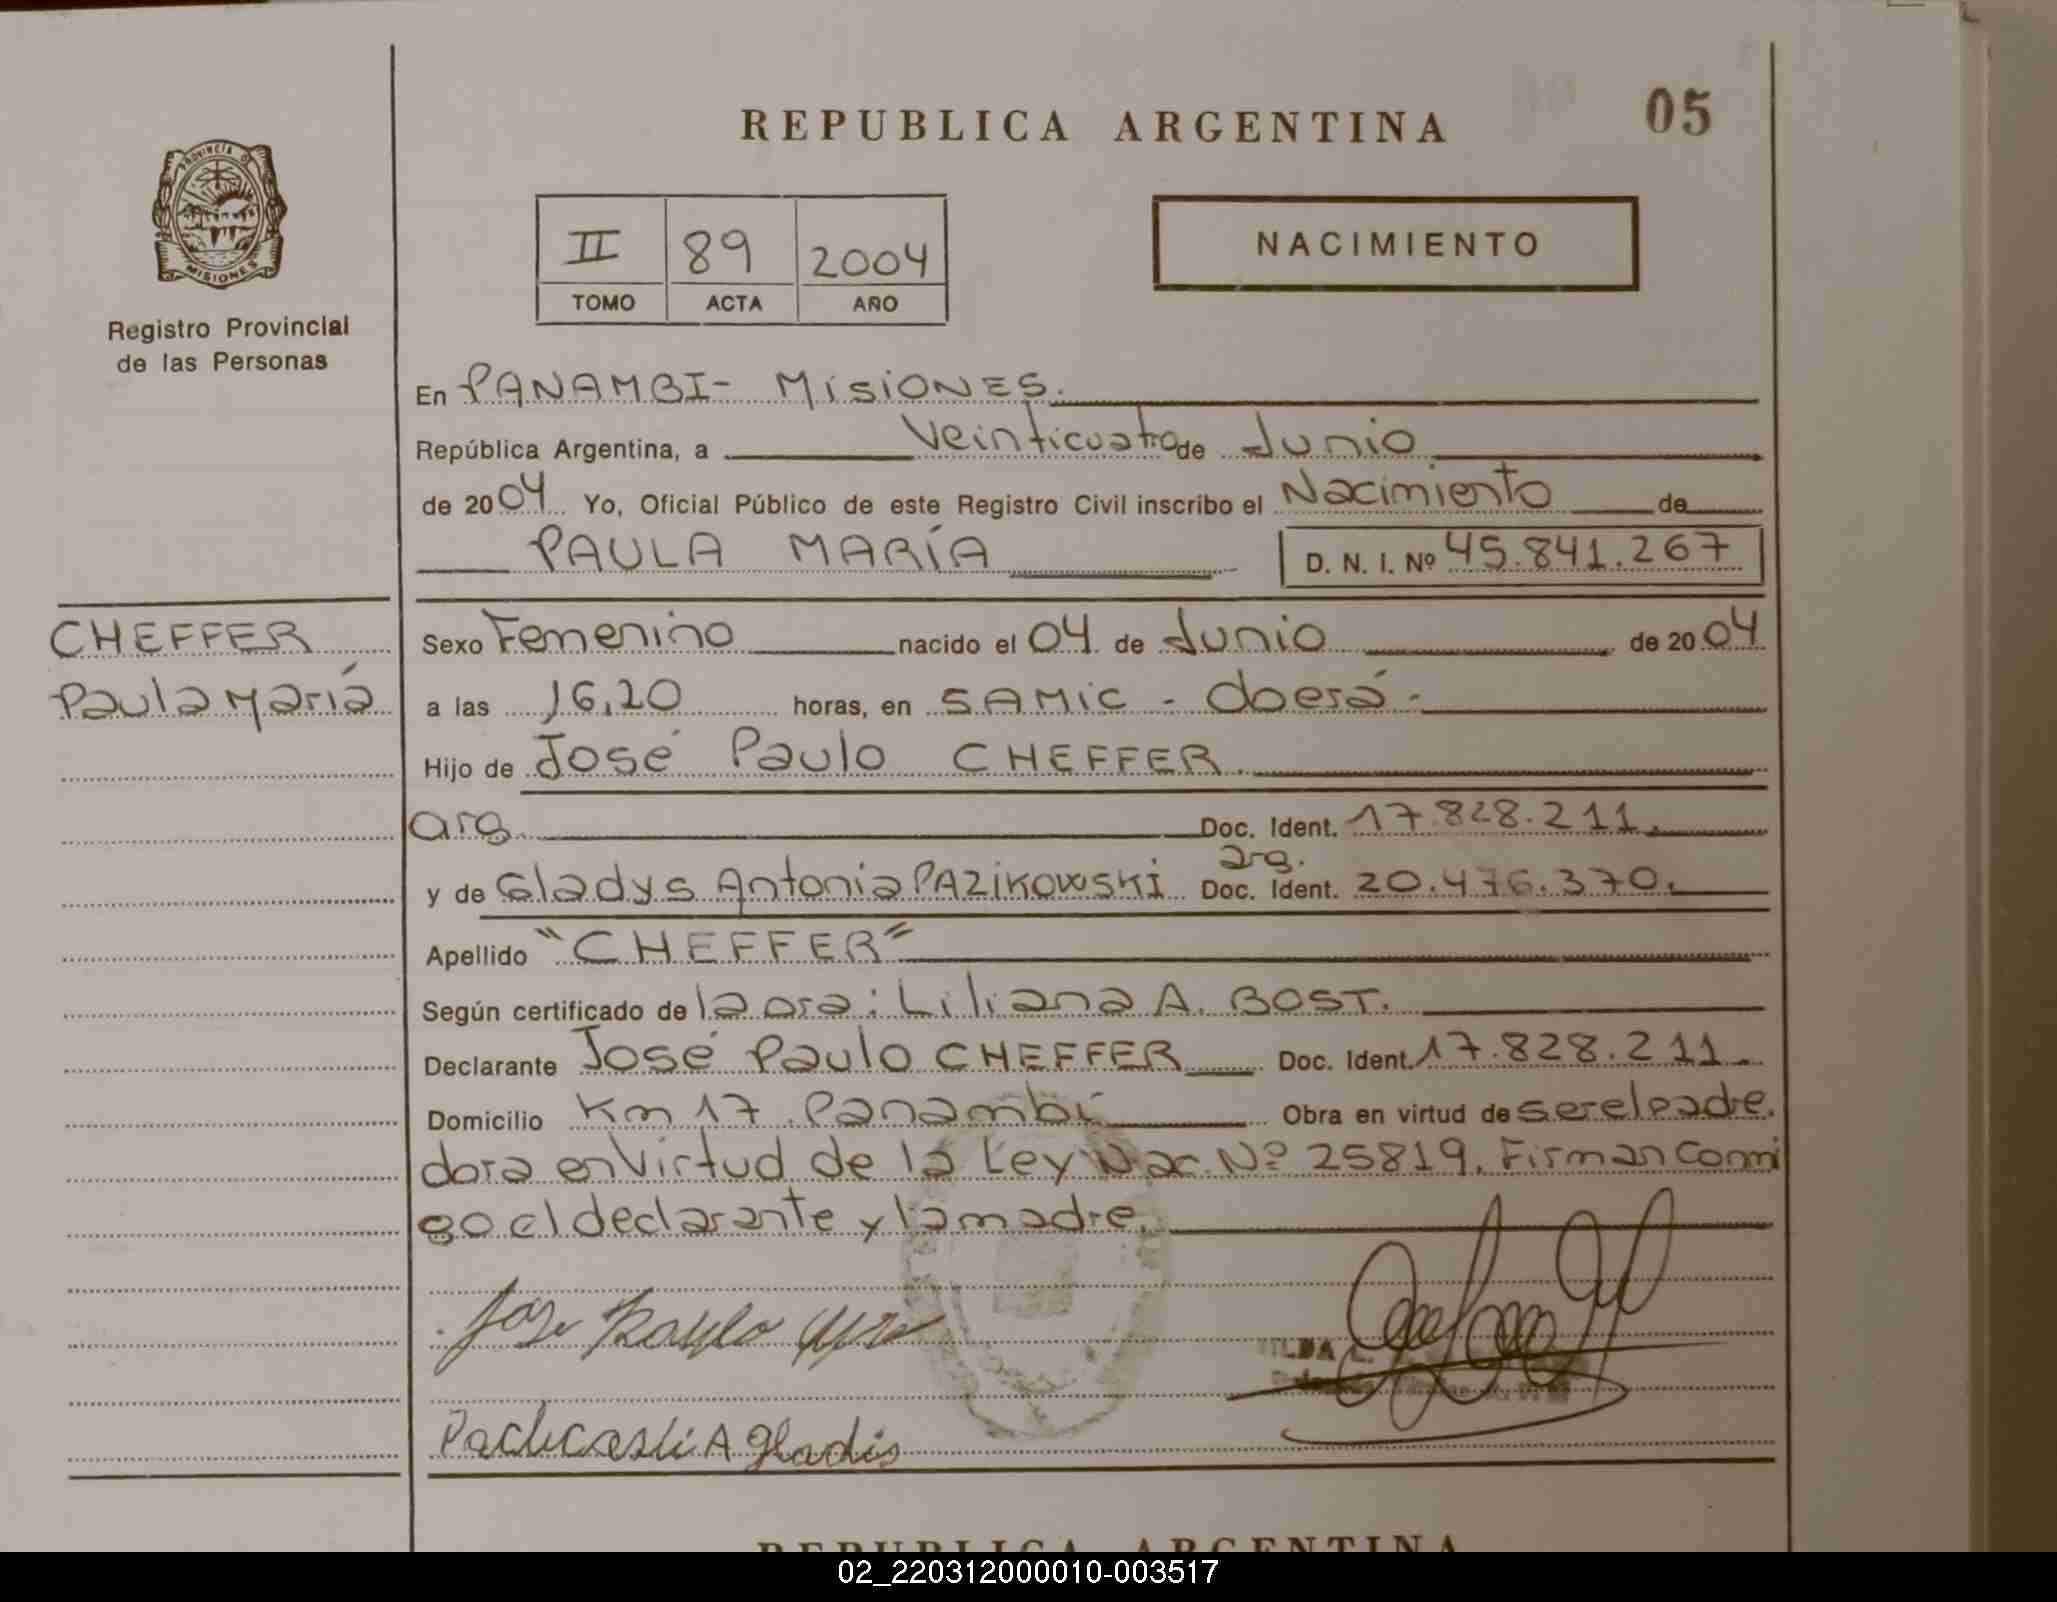 REPUBLICA ARGENTINA
05
PROVINCIA DE
MISIONES
Registro Provincial
de las Personas
II 89 2004
TOMO ACTA AÑO
NACIMIENTO
En PANAMBI - MISIONES.
República Argentina, a Veinticuatro de Junio
de 2004 Yo, Oficial Público de este Registro Civil inscribo el Nacimiento de
PAULA MARÍA D. N. I. Nº 45.841.267
CHEFFER
Paula María
Sexo Femenino nacido el 04 de Junio de 2004
a las 16,20 horas, en SAMIC - Oberá -
Hijo de José Paulo CHEFFER.
arg. Doc. Ident. 17.828.211.
arg.
y de Gladys Antonia PAZIKOWSKI Doc. Ident. 20.476.370.
Apellido "CHEFFER"
Según certificado de la Dra: Liliana A. BOST.
Declarante José Paulo CHEFFER Doc. Ident. 17.828.211.
Domicilio Km 17. Panambí Obra en virtud de ser el padre.
dora en Virtud de la Ley Nac. Nº 25819. Firman Conmi
go el declarante y la madre.
Jose Paulo
A Gladis
REPUBLICA ARGENTINA
02_220312000010-003517